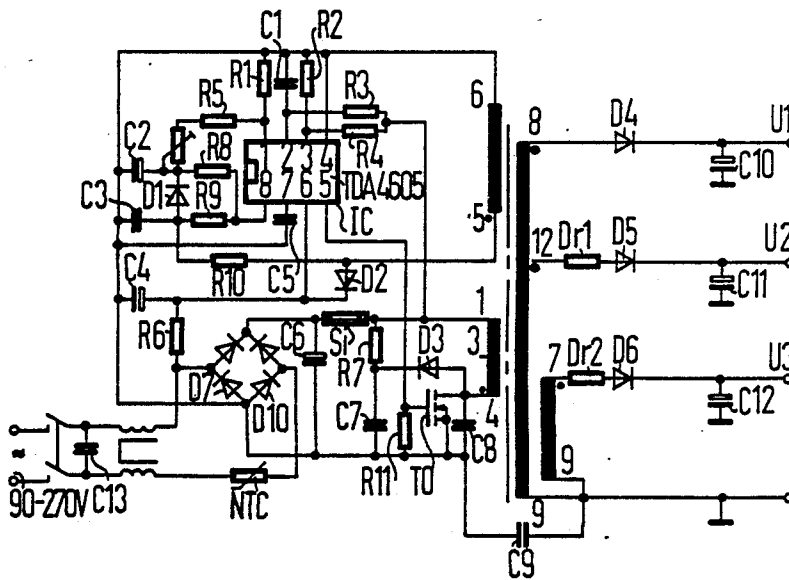 C1
R2
R1
R3
R5
R4
C2
R8
1 2 3 4
8 7 6 5
TDA4605
IC
D1
C3
R9
R10
C5
D2
C4
R6
C6
Si
R7
D3
D7
D10
C7
R11
T0
C8
C9
NTC
C13
≈
90-270V
6
5
1
3
4
8
12
7
9
9
D4
U1
C10
Dr1
D5
U2
C11
Dr2
D6
U3
C12